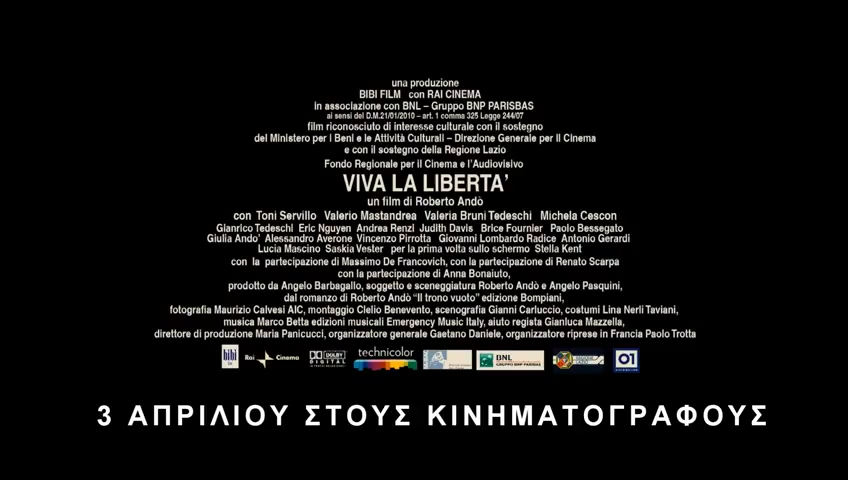 una produzione
BIBI FILM con RAI CINEMA
in associazione con BNL – Gruppo BNP PARISBAS
ai sensi del D.M.21/01/2010 – art. 1 comma 325 Legge 244/07
film riconosciuto di interesse culturale con il sostegno
del Ministero per i Beni e le Attività Culturali – Direzione Generale per il Cinema
e con il sostegno della Regione Lazio
Fondo Regionale per il Cinema e l'Audiovisivo
VIVA LA LIBERTA'
un film di Roberto Andò
con Toni Servillo Valerio Mastandrea Valeria Bruni Tedeschi Michela Cescon
Gianrico Tedeschi Eric Nguyen Andrea Renzi Judith Davis Brice Fournier Paolo Bessegato
Giulia Ando' Alessandro Averone Vincenzo Pirrotta Giovanni Lombardo Radice Antonio Gerardi
Lucia Mascino Saskia Vester per la prima volta sullo schermo Stella Kent
con la partecipazione di Massimo De Francovich, con la partecipazione di Renato Scarpa
con la partecipazione di Anna Bonaiuto,
prodotto da Angelo Barbagallo, soggetto e sceneggiatura Roberto Andò e Angelo Pasquini,
dal romanzo di Roberto Andò "Il trono vuoto" edizione Bompiani,
fotografia Maurizio Calvesi AIC, montaggio Clelio Benevento, scenografia Gianni Carluccio, costumi Lina Nerli Taviani,
musica Marco Betta edizioni musicali Emergency Music Italy, aiuto regista Gianluca Mazzella,
direttore di produzione Maria Panicucci, organizzatore generale Gaetano Daniele, organizzatore riprese in Francia Paolo Trotta
bibi Rai Cinema DOLBY DIGITAL technicolor BNL GRUPPO BNP PARIBAS 01
3 ΑΠΡΙΛΙΟΥ ΣΤΟΥΣ ΚΙΝΗΜΑΤΟΓΡΑΦΟΥΣ